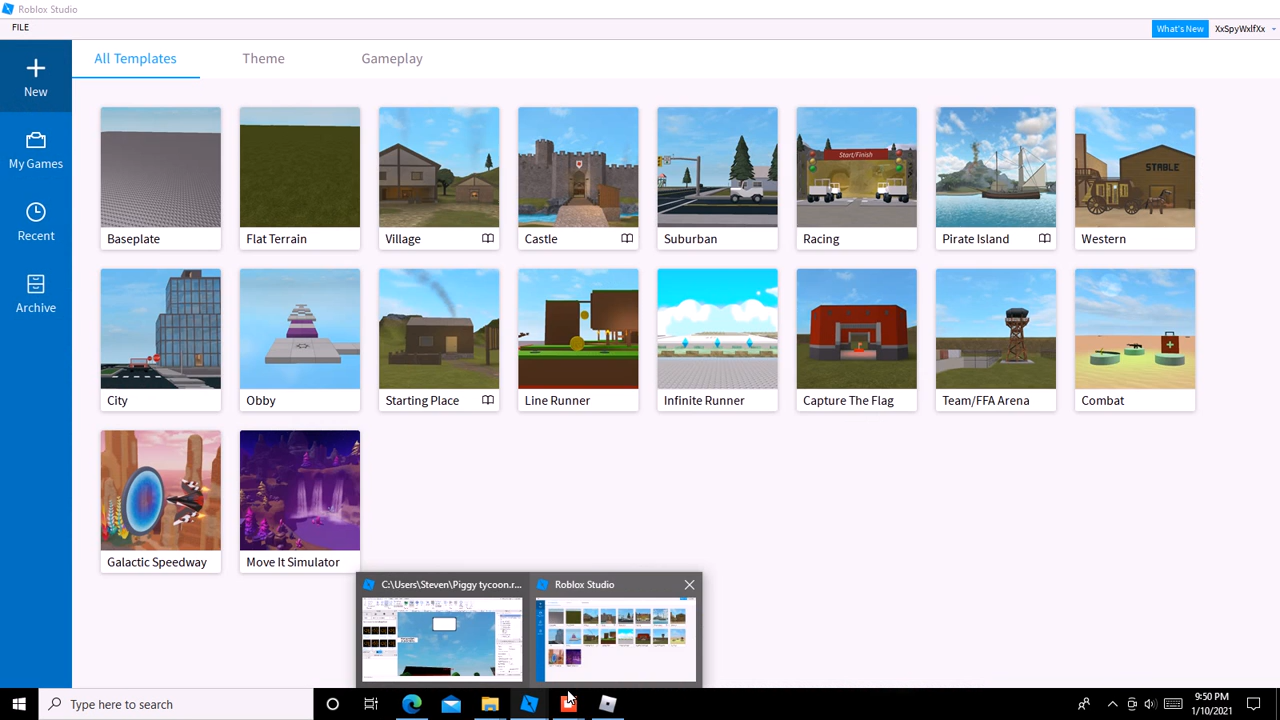 Roblox Studio
FILE
What's New
XxSpyWxlfXx
All Templates
Theme
Gameplay
New
My Games
Recent
Archive
Start/Finish
STABLE
Baseplate
Flat Terrain
Village
Castle
Suburban
Racing
Pirate Island
Western
City
Obby
Starting Place
Line Runner
Infinite Runner
Capture The Flag
Team/FFA Arena
Combat
Galactic Speedway
Move It Simulator
C:\Users\Steven\Piggy tycoon.r...
Roblox Studio
Type here to search
9:50 PM
1/10/2021